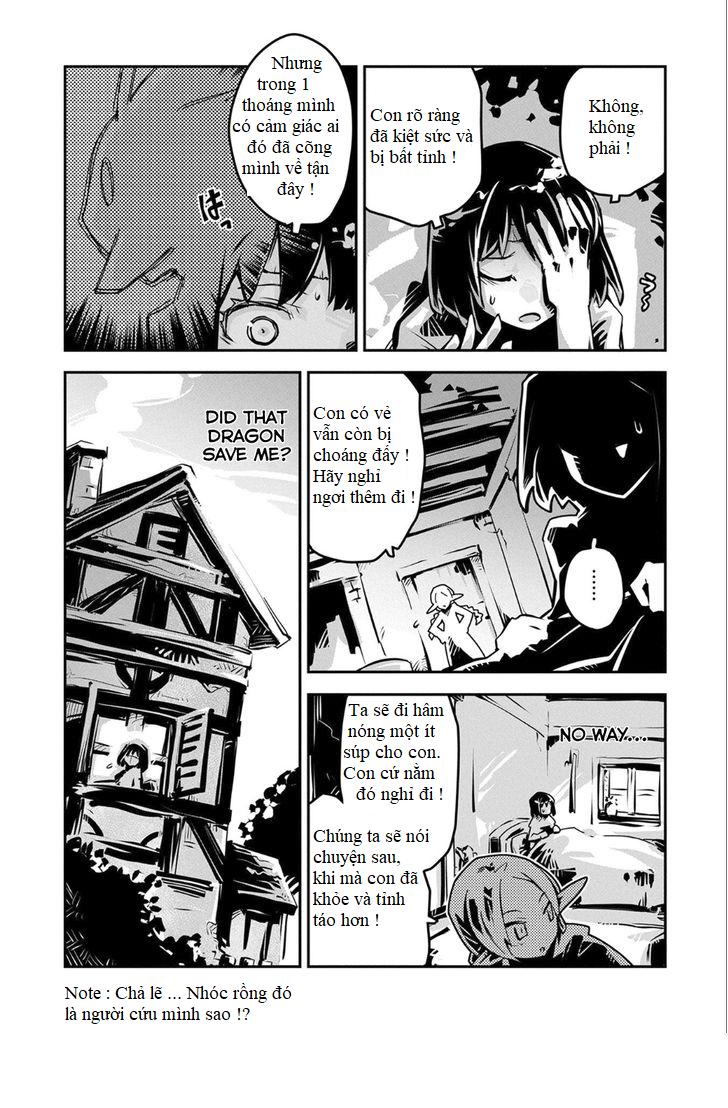 Không,
không
phải !
Con rõ ràng
đã kiệt sức và
bị bất tỉnh !
う～
Nhưng
trong 1
thoáng mình
có cảm giác ai
đó đã cõng
mình về tận
đây !
はっ
......
Con có vẻ
vẫn còn bị
choáng đấy !
Hãy nghỉ
ngơi thêm đi !
Ta sẽ đi hâm
nóng một ít
súp cho con.
Con cứ nằm
đó nghỉ đi !
Chúng ta sẽ nói
chuyện sau,
khi mà con đã
khỏe và tỉnh
táo hơn !
NO WAY...
DID THAT
DRAGON
SAVE ME?
Note : Chả lẽ ... Nhóc rồng đó
là người cứu mình sao !?